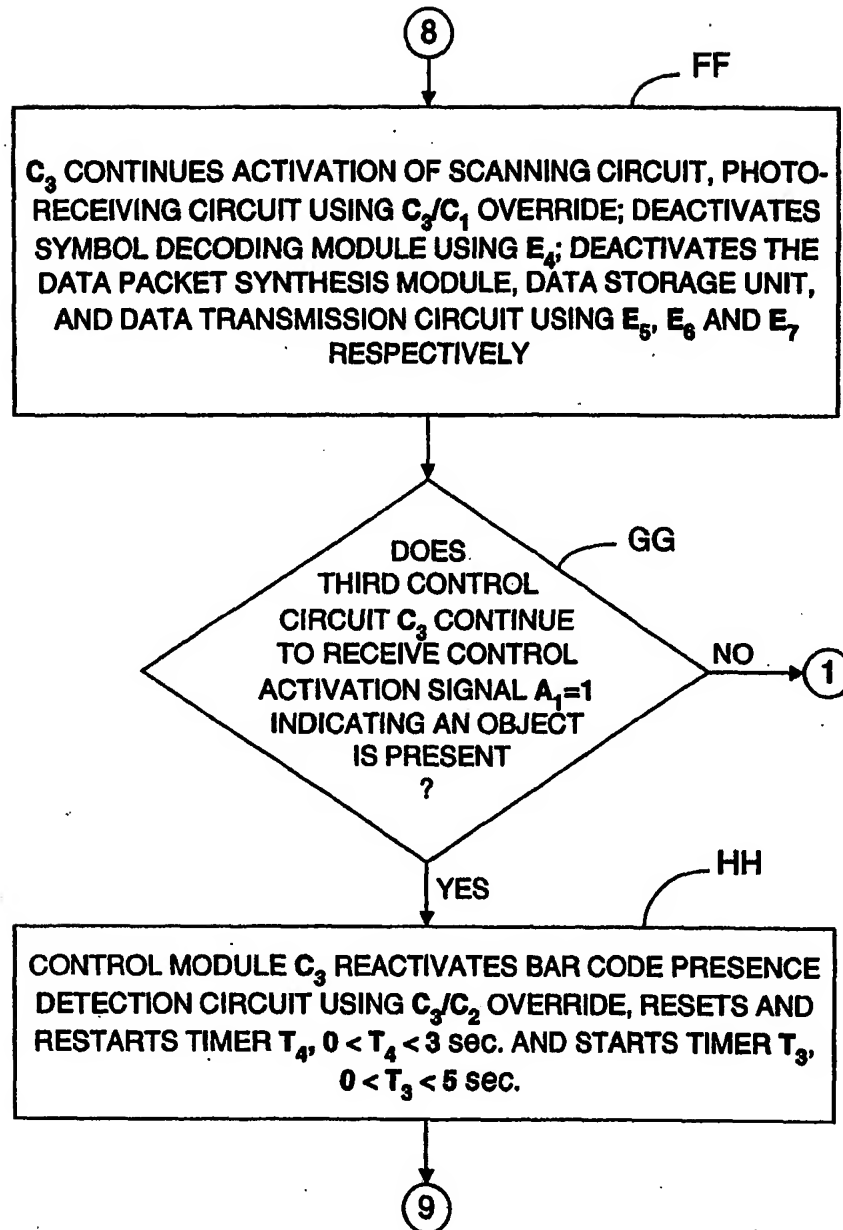 8
FF
C3 CONTINUES ACTIVATION OF SCANNING CIRCUIT, PHOTO-
RECEIVING CIRCUIT USING C3/C1 OVERRIDE; DEACTIVATES
SYMBOL DECODING MODULE USING E4; DEACTIVATES THE
DATA PACKET SYNTHESIS MODULE, DATA STORAGE UNIT,
AND DATA TRANSMISSION CIRCUIT USING E5, E6 AND E7
RESPECTIVELY
GG
DOES
THIRD CONTROL
CIRCUIT C3 CONTINUE
TO RECEIVE CONTROL
ACTIVATION SIGNAL A1=1
INDICATING AN OBJECT
IS PRESENT
?
NO
1
YES
HH
CONTROL MODULE C3 REACTIVATES BAR CODE PRESENCE
DETECTION CIRCUIT USING C3/C2 OVERRIDE, RESETS AND
RESTARTS TIMER T4, 0 < T4 < 3 sec. AND STARTS TIMER T3,
0 < T3 < 5 sec.
9